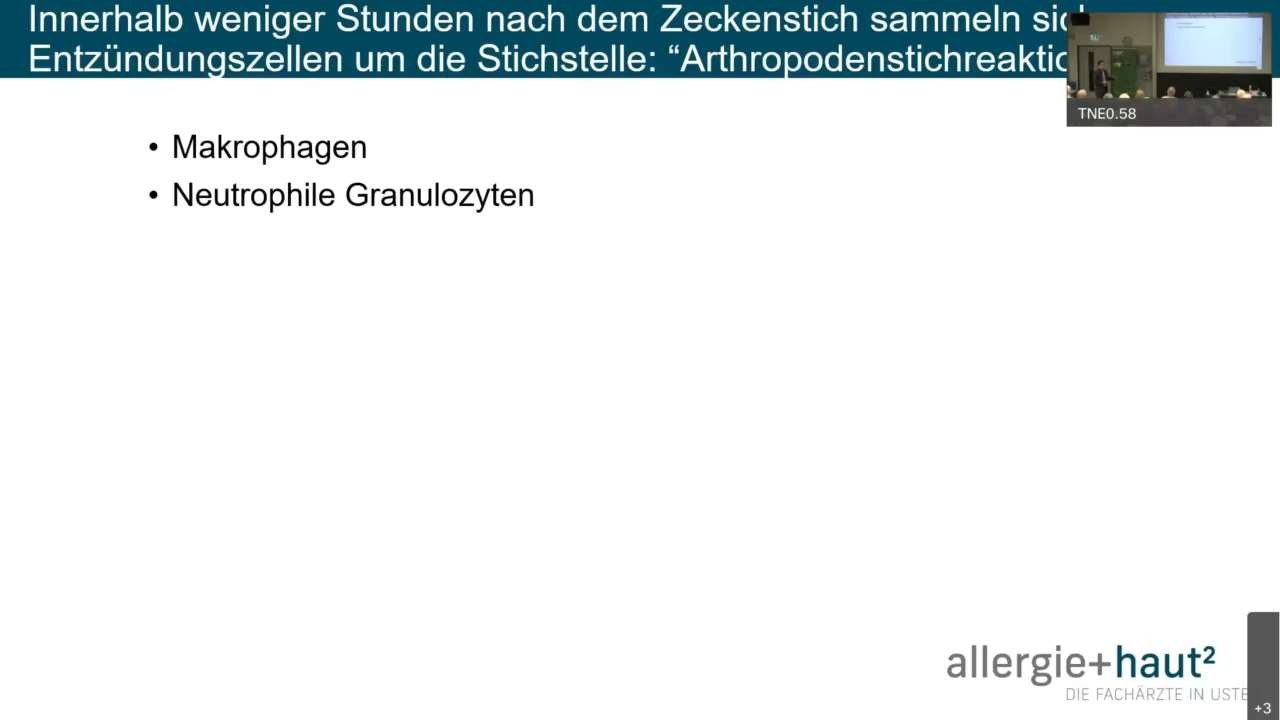 Innerhalb weniger Stunden nach dem Zeckenstich sammeln
Entzündungszellen um die Stichstelle: “Arthropodenstichreaktio
TNE0.58
• Makrophagen
• Neutrophile Granulozyten
allergie+haut²
DIE FACHÄRZTE IN USTE
+3